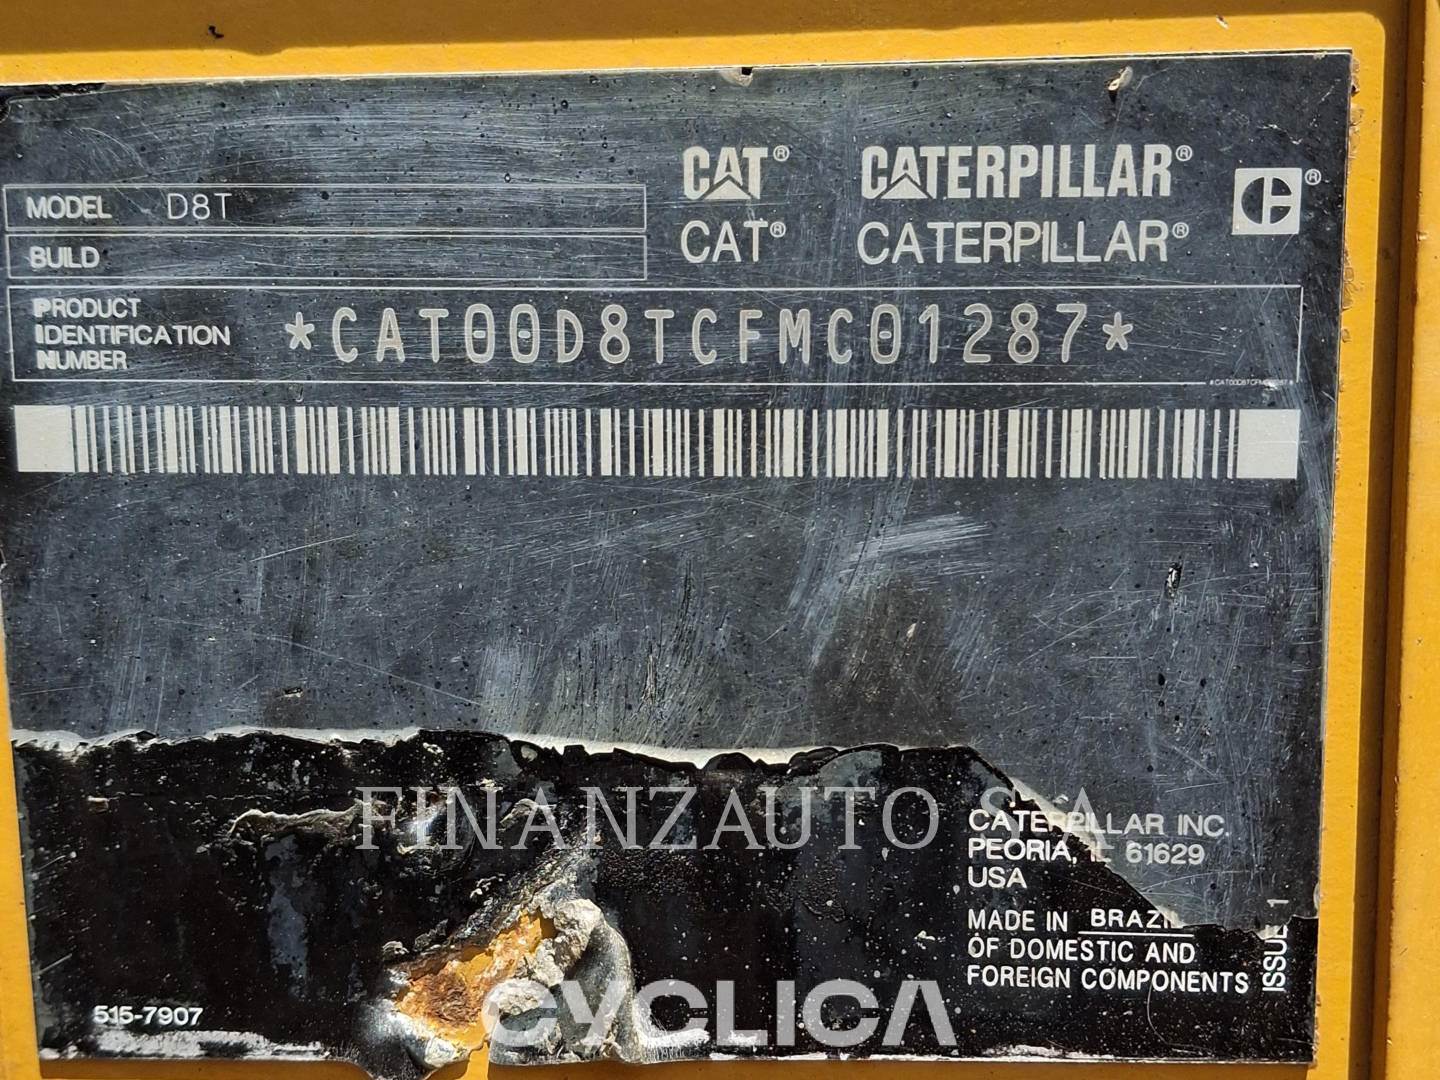 CAT® CATERPILLAR®
CAT® CATERPILLAR®
MODEL D8T
BUILD
PRODUCT
IDENTIFICATION
NUMBER
*CAT00D8TCFMC01287*
FINANZAUTO S.A.
CATERPILLAR INC.
PEORIA, IL 61629
USA
MADE IN BRAZIL
OF DOMESTIC AND
FOREIGN COMPONENTS
ISSUE 1
515-7907
CYCLICA